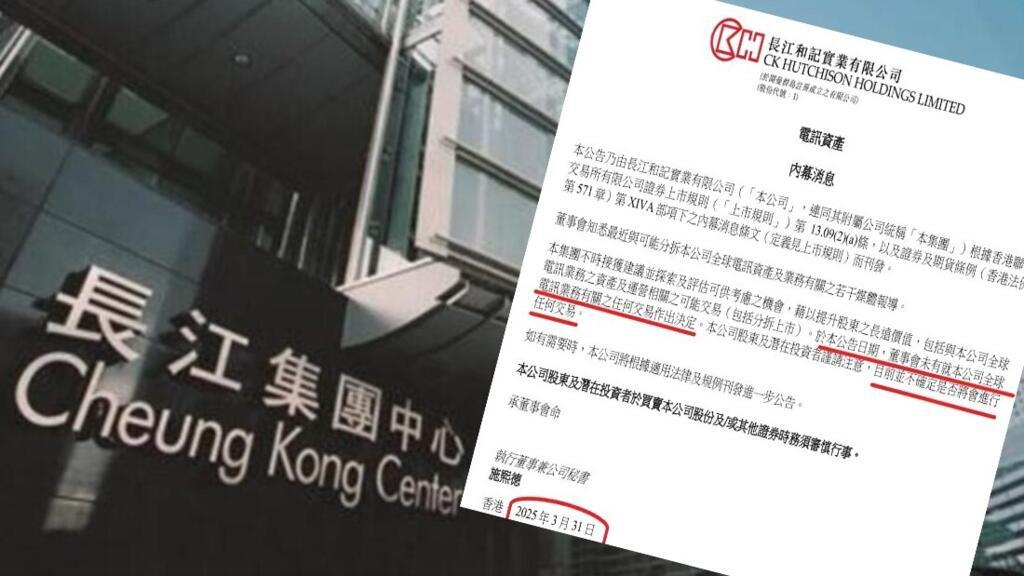 長江集團中心
Cheung Kong Center
長江和記實業有限公司
CK HUTCHISON HOLDINGS LIMITED
(於開曼群島註冊成立之有限公司)
(股份代號：1)
電訊資產
內幕消息
本公告乃由長江和記實業有限公司（「本公司」，連同其附屬公司統稱「本集團」）根據香港聯
交易所有限公司證券上市規則（「上市規則」）第 13.09(2)(a)條，以及證券及期貨條例（香港法例
第 571 章）第 XIVA 部項下之內幕消息條文（定義見上市規則）而刊發。
董事會知悉最近與可能分拆本公司全球電訊資產及業務有關之若干媒體報導。
本集團不時接獲建議並探索及評估可供考慮之機會，藉以提升股東之長遠價值，包括與本公司全球
電訊業務之資產及運營相關之可能交易（包括分拆上市）。於本公告日期，董事會未有就本公司全球
電訊業務有關之任何交易作出決定。本公司股東及潛在投資者謹請注意，目前並不確定是否將會進行
任何交易。
如有需要時，本公司將根據適用法律及規例刊發進一步公告。
本公司股東及潛在投資者於買賣本公司股份及/或其他證券時務須審慎行事。
承董事會命
執行董事兼公司秘書
施熙德
香港
2025 年 3 月 31 日